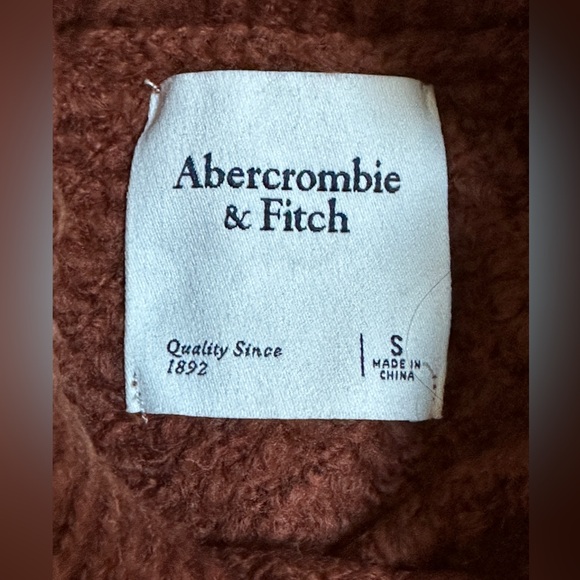 Abercrombie
& Fitch
Quality Since
1892
S
MADE IN
CHINA